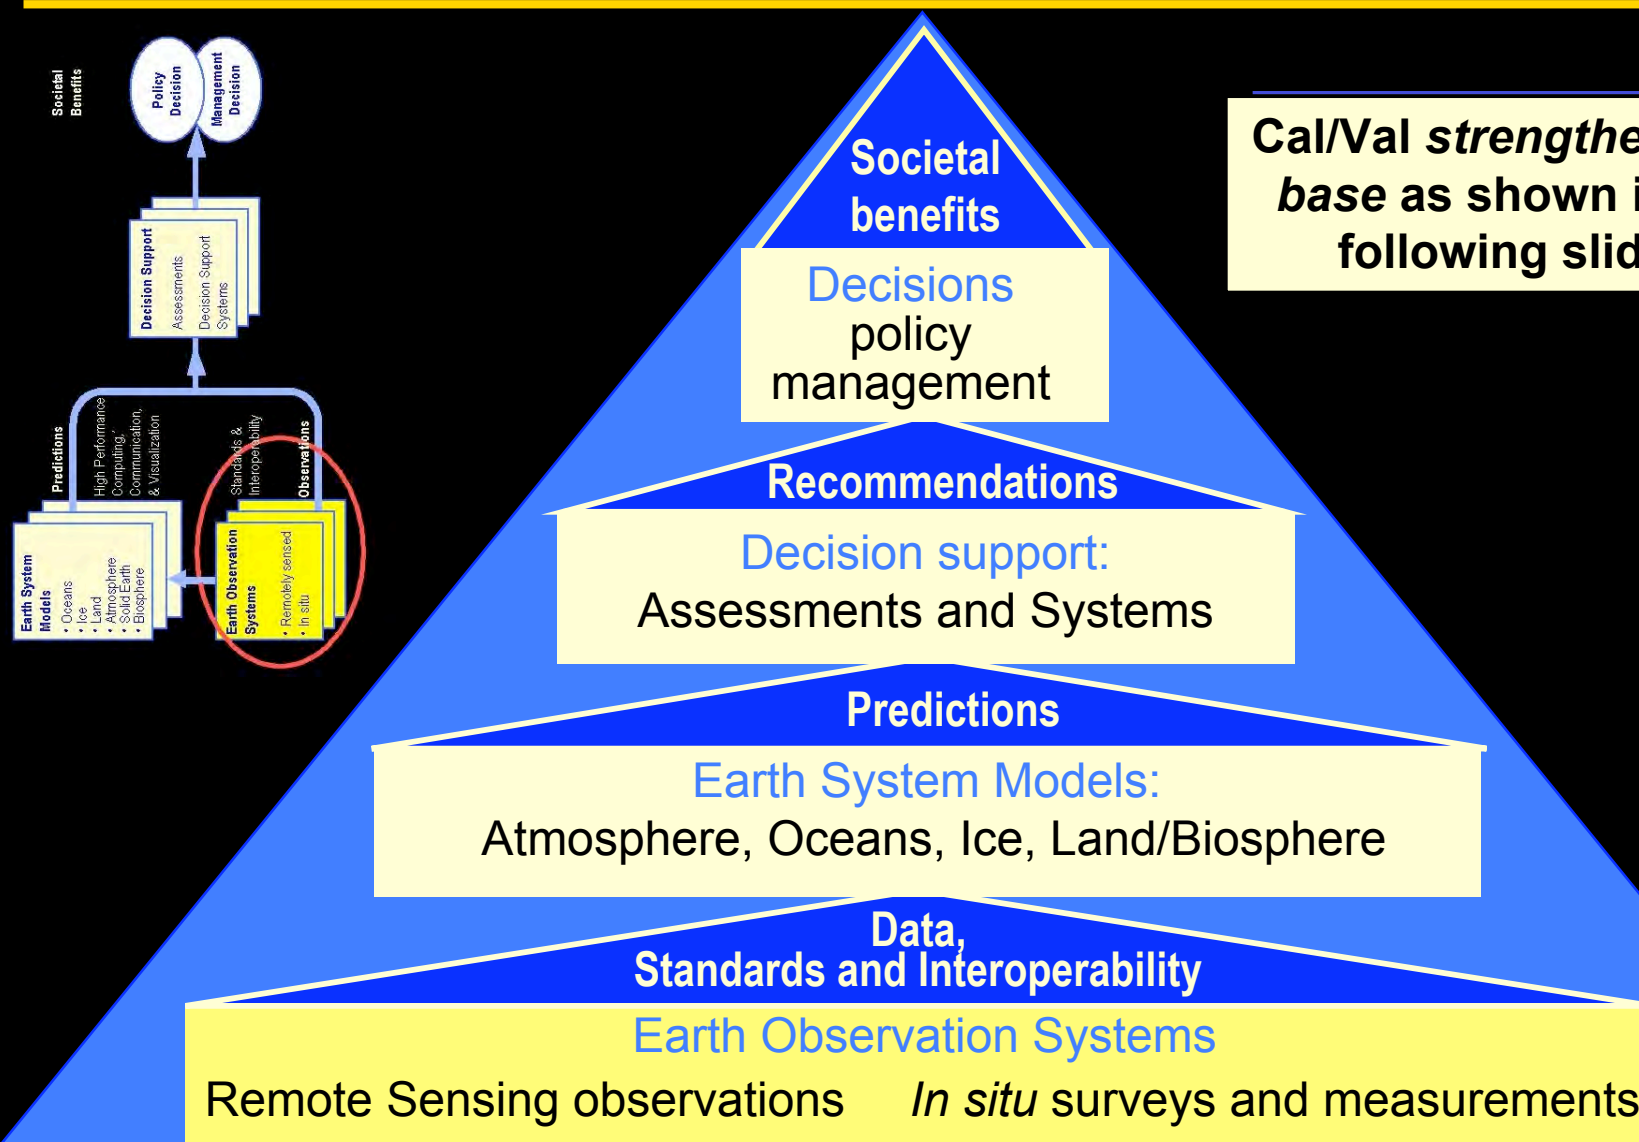 Societal
Benefits
Policy
Decision
Management
Decision
Decision Support
Assessments
Decision Support
Systems
Predictions
High Performance
Computing,
Communication,
& Visualization
Standards &
Interoperability
Observations
Earth System
Models
• Oceans
• Ice
• Land
• Atmosphere
• Solid Earth
• Biosphere
Earth Observation
Systems
• Remotely sensed
• In situ
Cal/Val strengthe
base as shown i
following slid
Societal
benefits
Decisions
policy
management
Recommendations
Decision support:
Assessments and Systems
Predictions
Earth System Models:
Atmosphere, Oceans, Ice, Land/Biosphere
Data,
Standards and Interoperability
Earth Observation Systems
Remote Sensing observations In situ surveys and measurements